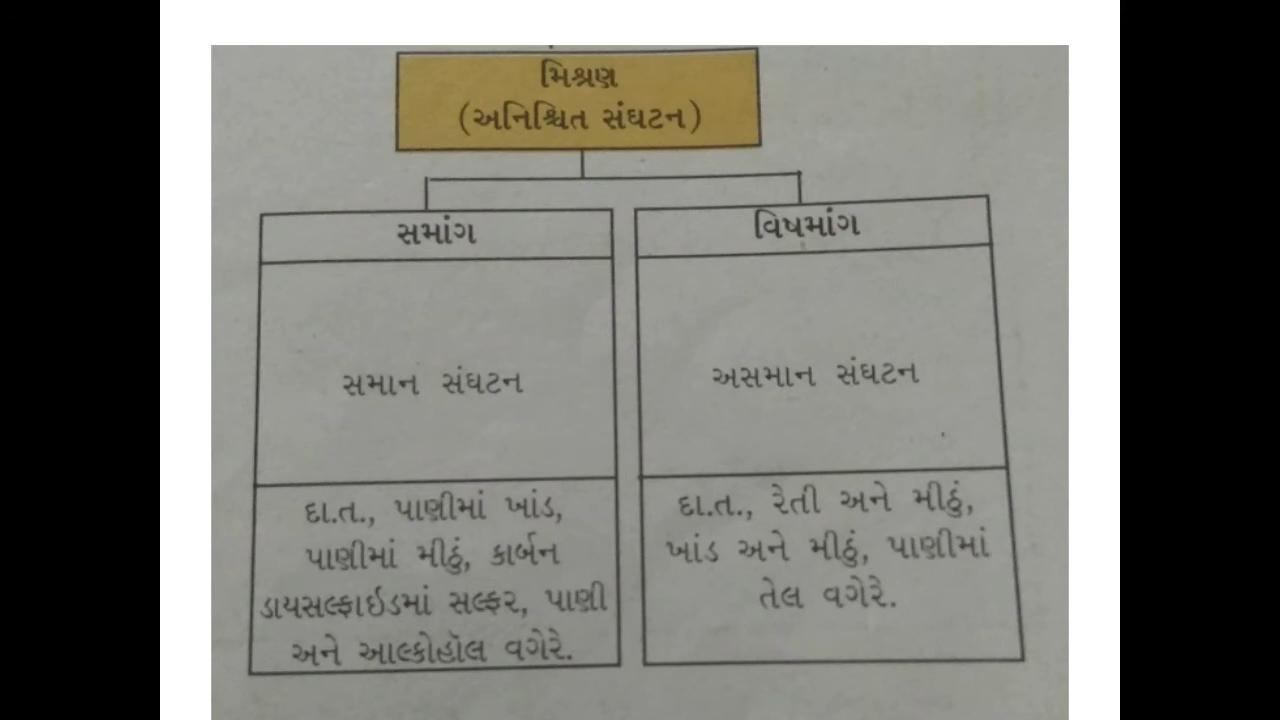 મિશ્રણ
(અનિશ્ચિત સંઘટન)
સમાંગ
સમાન સંઘટન
દા.ત., પાણીમાં ખાંડ,
પાણીમાં મીઠું, કાર્બન
ડાયસલ્ફાઇડમાં સલ્ફર, પાણી
અને આલ્કોહૉલ વગેરે.
વિષમાંગ
અસમાન સંઘટન
દા.ત., રેતી અને મીઠું,
ખાંડ અને મીઠું, પાણીમાં
તેલ વગેરે.